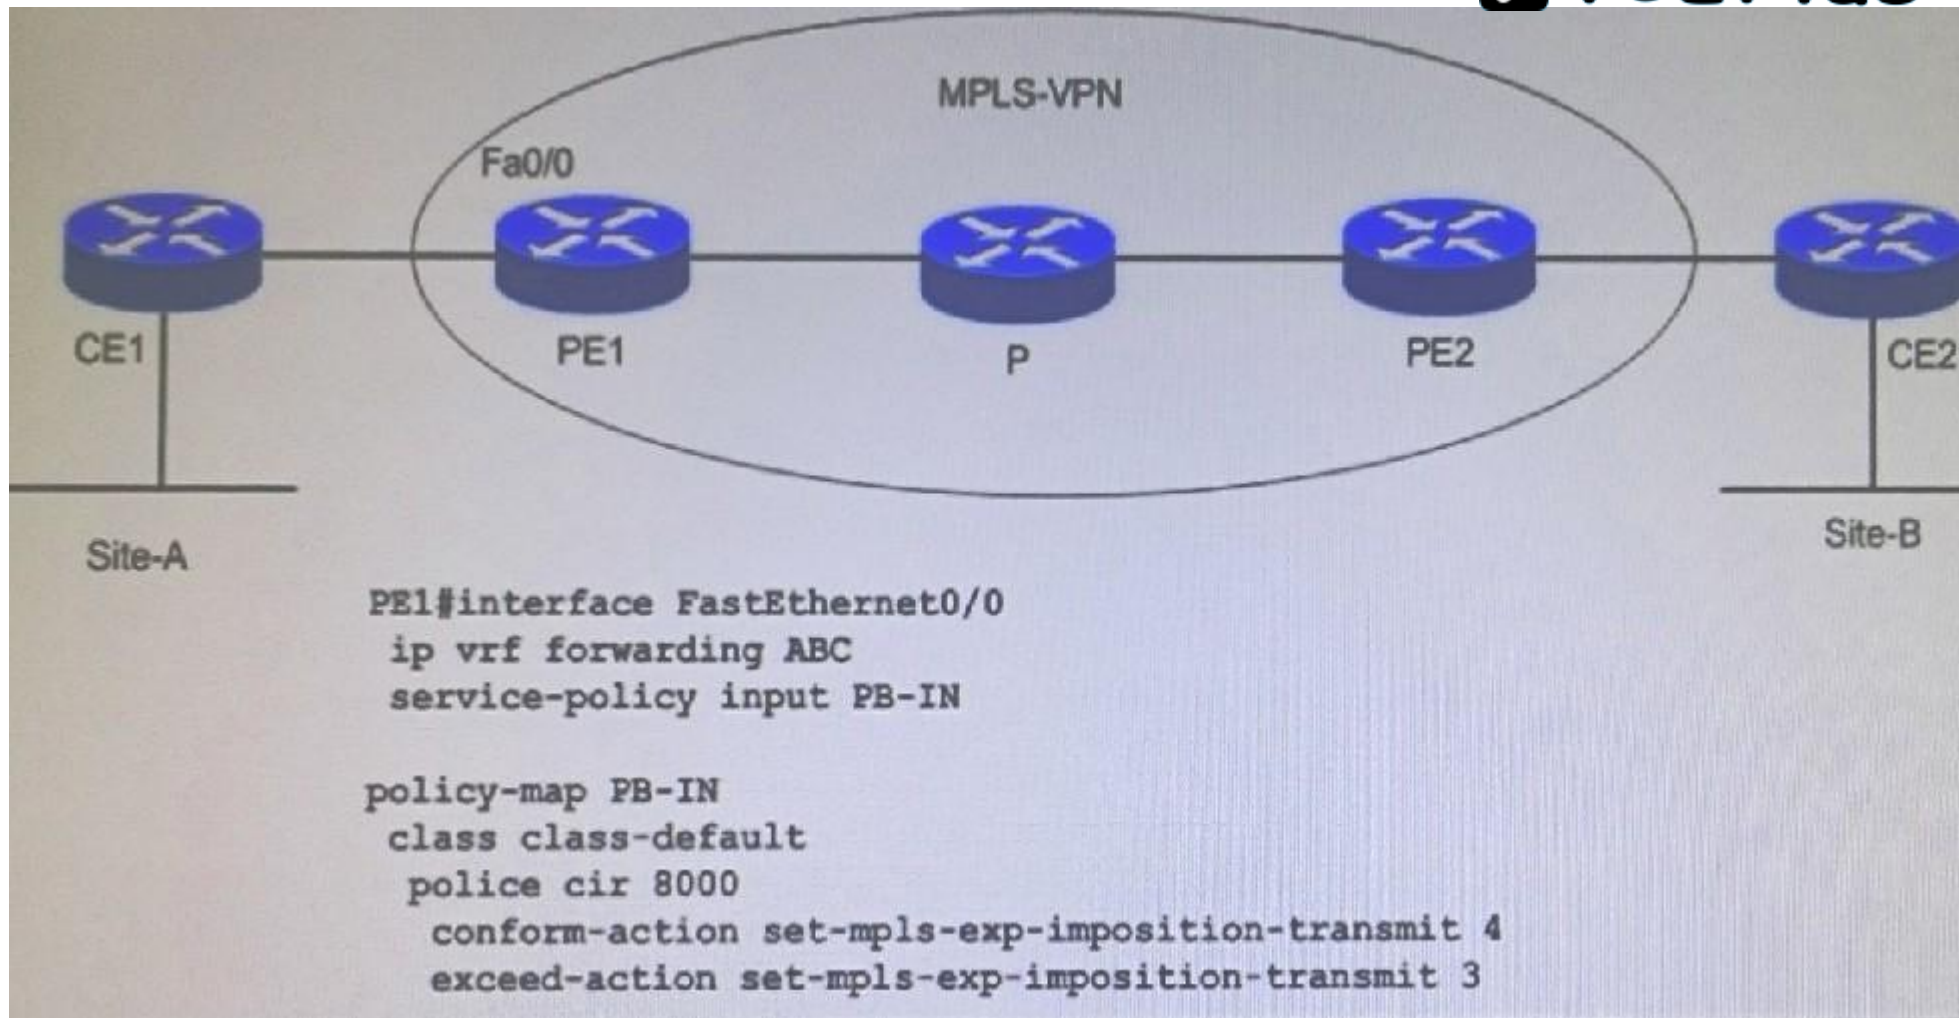 MPLS-VPN
Fa0/0
CE1
PE1
P
PE2
CE2
Site-A
Site-B
PE1#interface FastEthernet0/0
ip vrf forwarding ABC
service-policy input PB-IN
policy-map PB-IN
class class-default
police cir 8000
conform-action set-mpls-exp-imposition-transmit 4
exceed-action set-mpls-exp-imposition-transmit 3